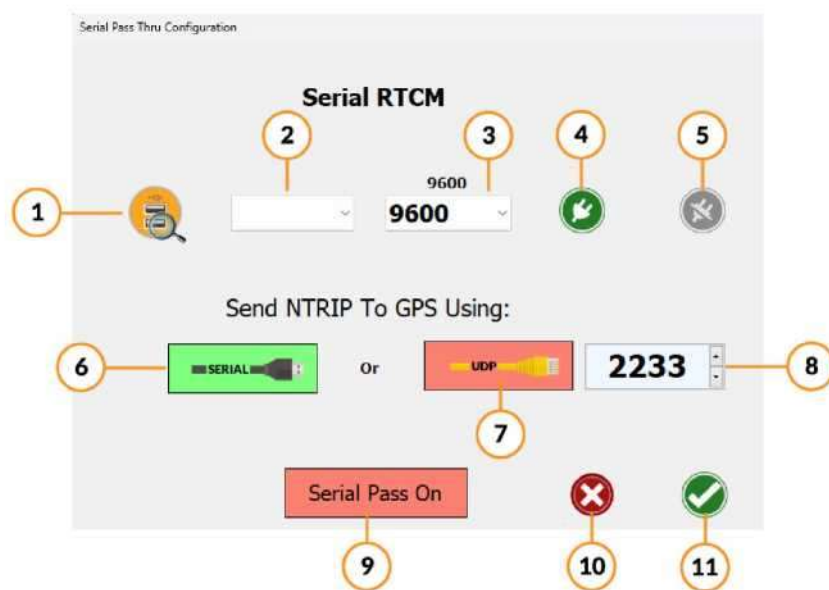 Serial Pass Thru Configuration
Serial RTCM
2
3
4
5
9600
1
9600
Send NTRIP To GPS Using:
6
SERIAL
Or
UDP
2233
8
7
Serial Pass On
9
10
11